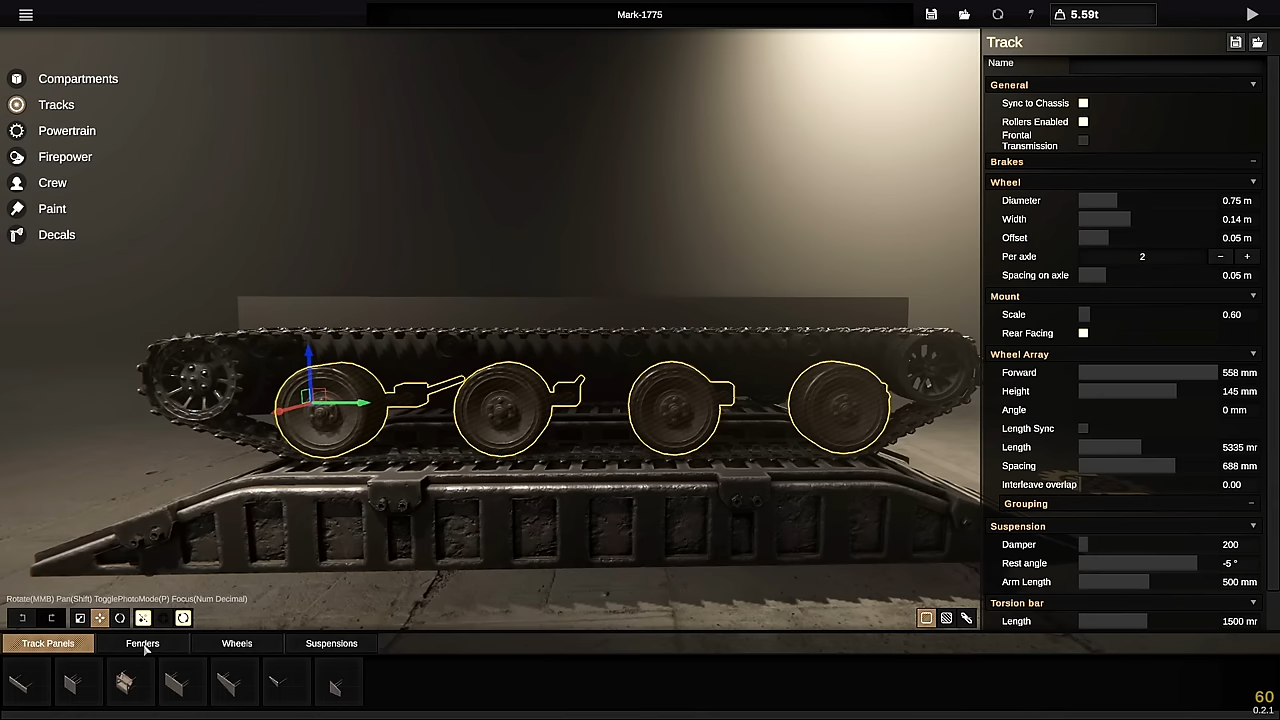 Mark-1775
5.59t
Compartments
Tracks
Powertrain
Firepower
Crew
Paint
Decals
Track
Name
General
Sync to Chassis
Rollers Enabled
Frontal
Transmission
Brakes
Wheel
Diameter 0.75 m
Width 0.14 m
Offset 0.05 m
Per axle 2 − +
Spacing on axle 0.05 m
Mount
Scale 0.60
Rear Facing
Wheel Array
Forward 558 mm
Height 145 mm
Angle 0 mm
Length Sync
Length 5335 mr
Spacing 688 mm
Interleave overlap 0.00
Grouping
Suspension
Damper 200
Rest angle -5 °
Arm Length 500 mm
Torsion bar
Length 1500 mr
Rotate(MMB) Pan(Shift) TogglePhotoMode(P) Focus(Num Decimal)
Track Panels Fenders Wheels Suspensions
60
0.2.1